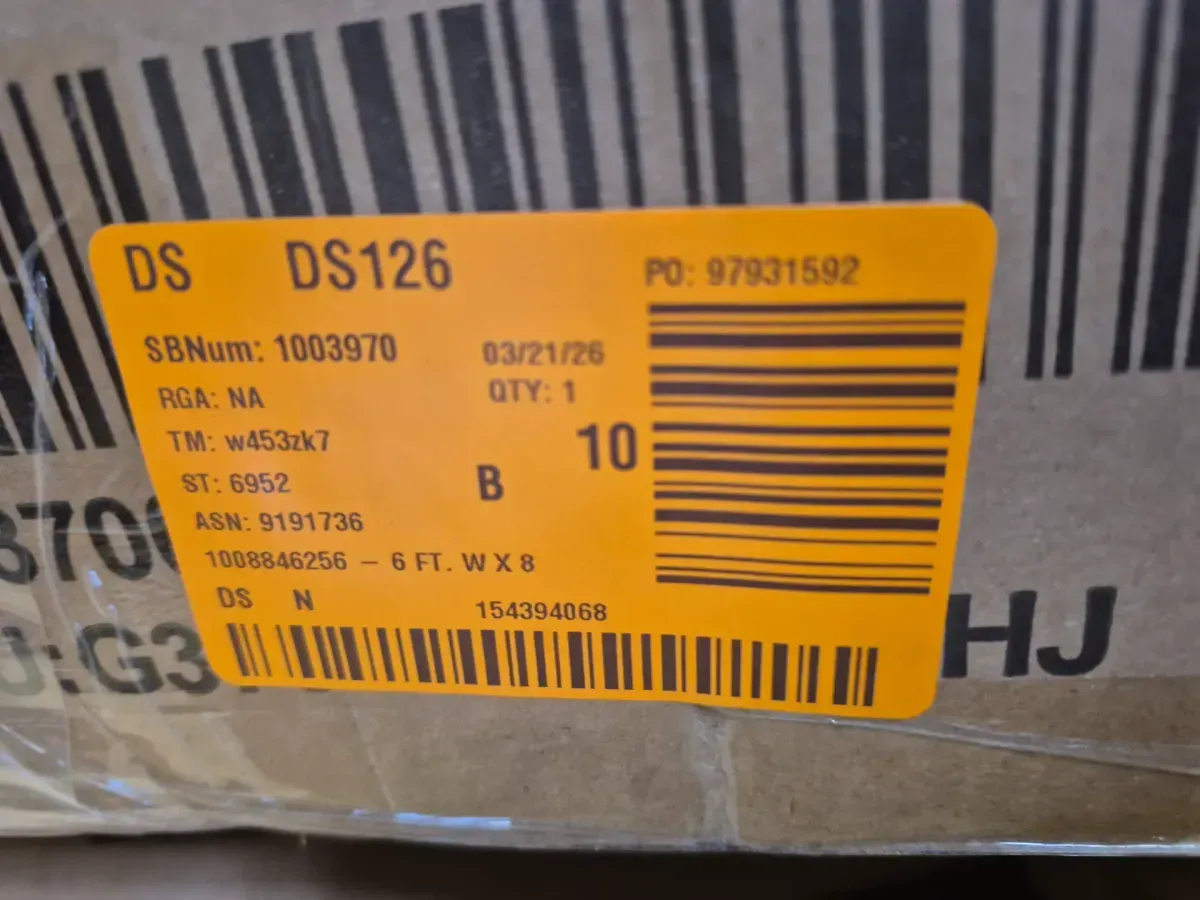 DS DS126 PO: 97931592
SBNum: 1003970 03/21/26
RGA: NA QTY: 1
TM: w453zk7 10
ST: 6952 B
ASN: 9191736
1008846256 – 6 FT. W X 8
DS N 154394068
HJ